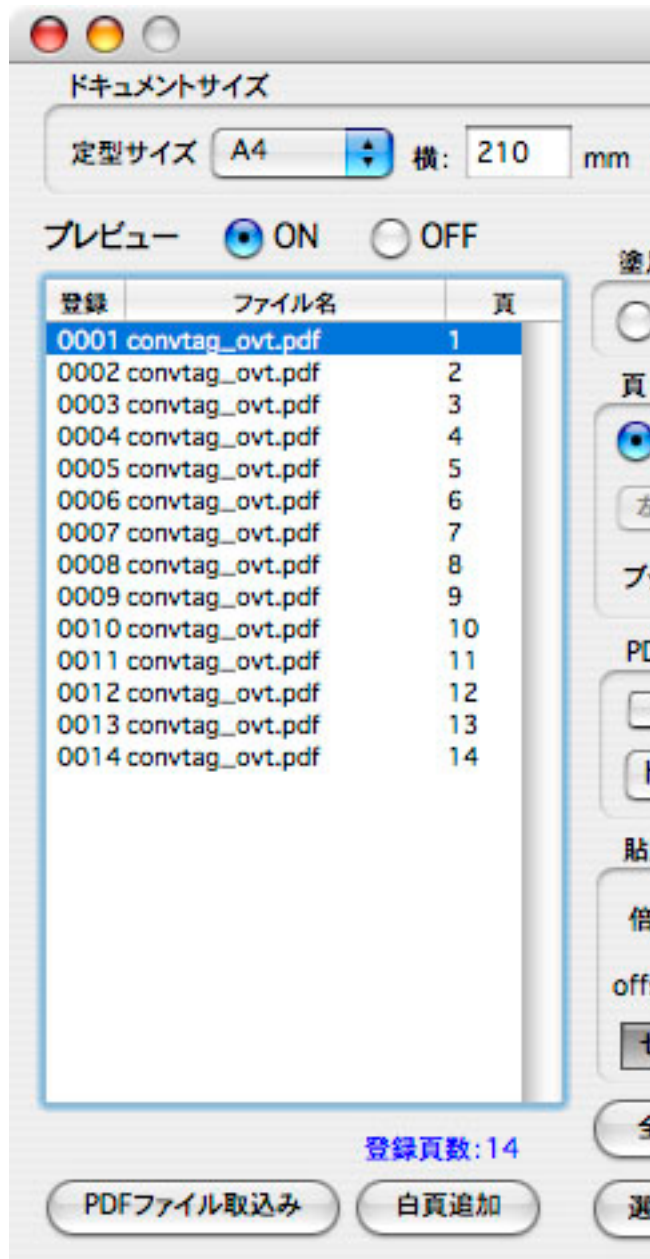 ドキュメントサイズ
定型サイズ A4 横: 210 mm
プレビュー ON OFF
登録 ファイル名 頁
0001 convtag_ovt.pdf 1
0002 convtag_ovt.pdf 2
0003 convtag_ovt.pdf 3
0004 convtag_ovt.pdf 4
0005 convtag_ovt.pdf 5
0006 convtag_ovt.pdf 6
0007 convtag_ovt.pdf 7
0008 convtag_ovt.pdf 8
0009 convtag_ovt.pdf 9
0010 convtag_ovt.pdf 10
0011 convtag_ovt.pdf 11
0012 convtag_ovt.pdf 12
0013 convtag_ovt.pdf 13
0014 convtag_ovt.pdf 14
登録頁数:14
PDFファイル取込み 白頁追加
頁
貼
倍
off